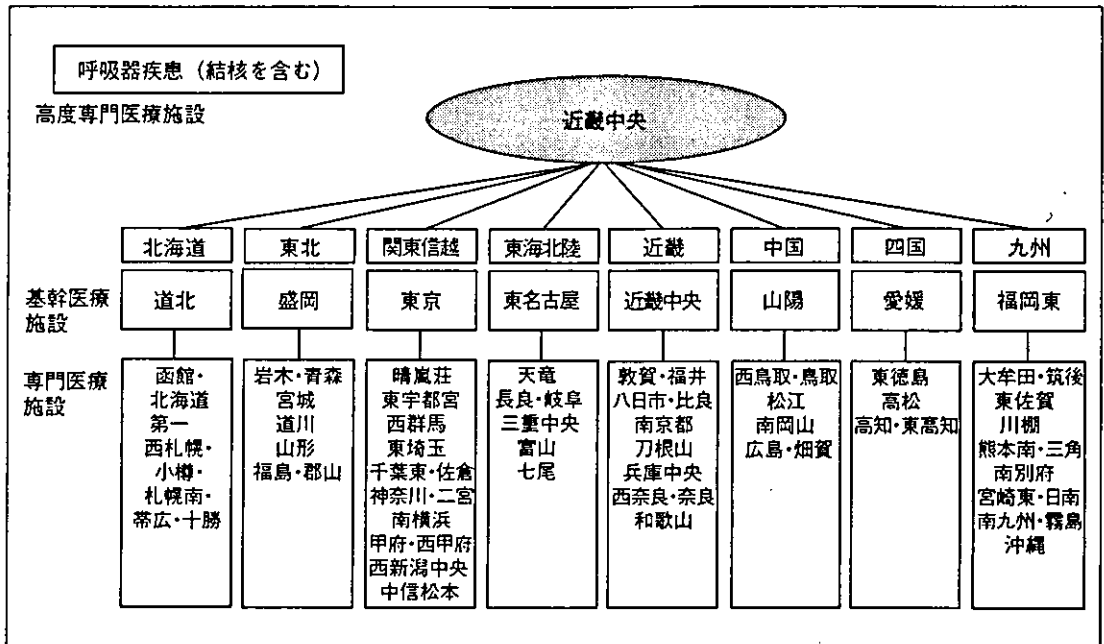 呼吸器疾患（結核を含む）
高度専門医療施設
近畿中央
北海道
東北
関東信越
東海北陸
近畿
中国
四国
九州
基幹医療
施設
道北
盛岡
東京
東名古屋
近畿中央
山陽
愛媛
福岡東
専門医療
施設
函館・
北海道
第一
西札幌・
小樽・
札幌南・
帯広・十勝
岩木・青森
宮城
道川
山形
福島・郡山
晴嵐荘
東宇都宮
西群馬
東埼玉
千葉東・佐倉
神奈川・二宮
南横浜
甲府・西甲府
西新潟中央
中信松本
天竜
長良・岐阜
三重中央
富山
七尾
敦賀・福井
八日市・比良
南京都
刀根山
兵庫中央
西奈良・奈良
和歌山
西鳥取・鳥取
松江
南岡山
広島・畑賀
東徳島
高松
高知・東高知
大牟田・筑後
東佐賀
川棚
熊本南・三角
南別府
宮崎東・日南
南九州・霧島
沖縄